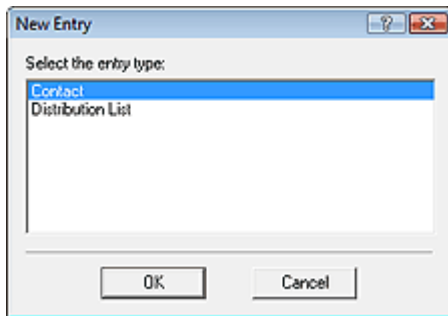 New Entry
Select the entry type:
Contact
Distribution List
OK
Cancel